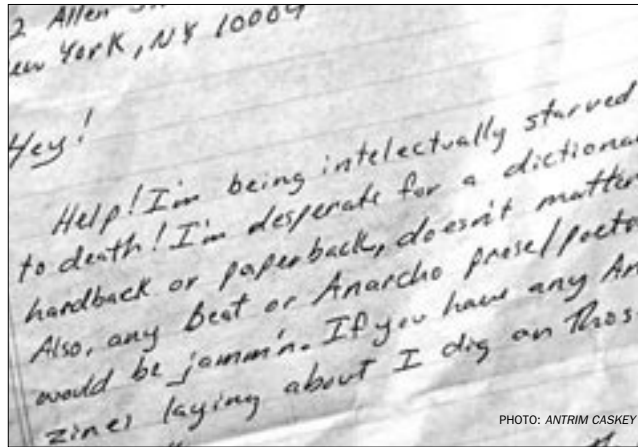 2 Allen
New York, NY 10009
Hey!
Help! I'm being intelectually starved
to death! I'm desperate for a dictiona
hardback or paperback, doesn't matter
Also, any Beat or Anarcho prose/poetr
would be jamm'n. If you have any An
zines laying about I dig on Thos
PHOTO: ANTRIM CASKEY